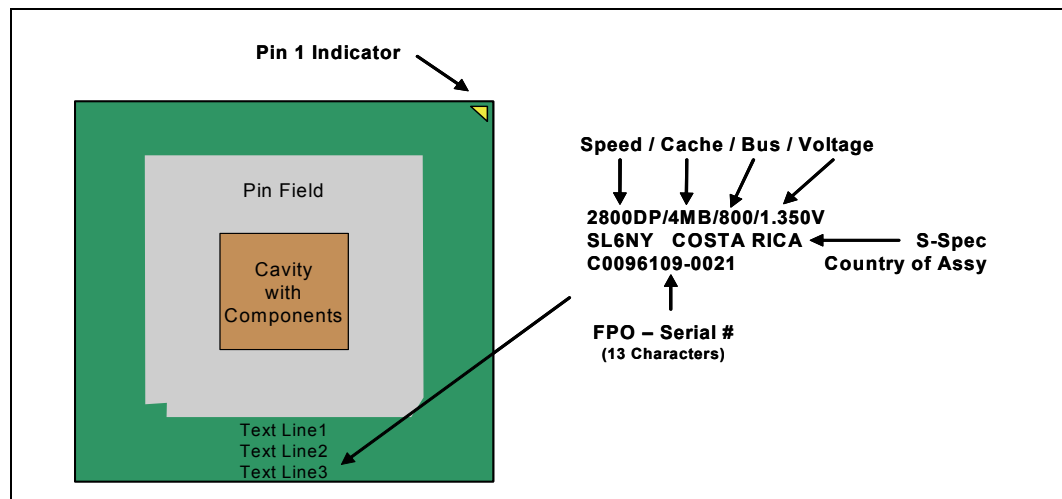 Pin 1 Indicator
Speed / Cache / Bus / Voltage
Pin Field
2800DP/4MB/800/1.350V
SL6NY COSTA RICA
C0096109-0021
S-Spec
Country of Assy
Cavity
with
Components
FPO – Serial #
(13 Characters)
Text Line1
Text Line2
Text Line3